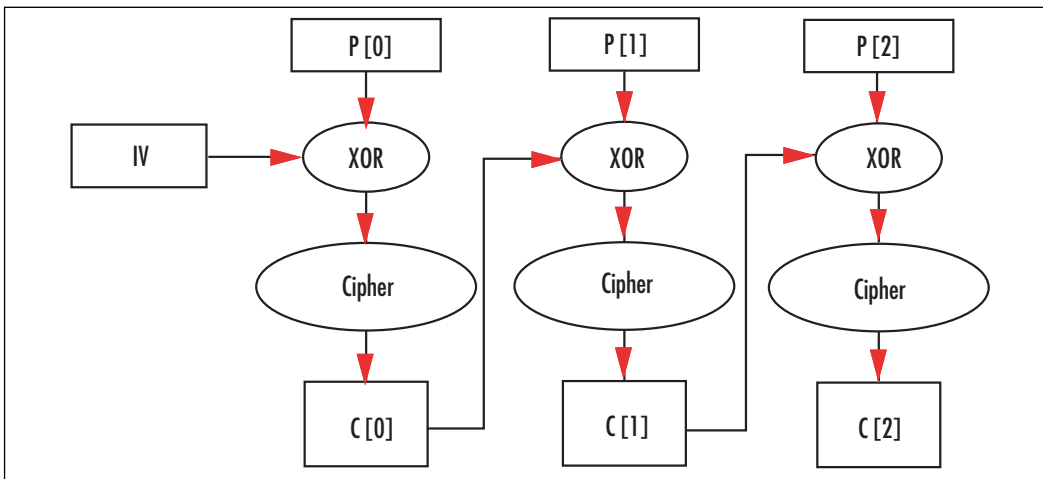 P [0] P [1] P [2]
IV XOR XOR XOR
Cipher Cipher Cipher
C [0] C [1] C [2]